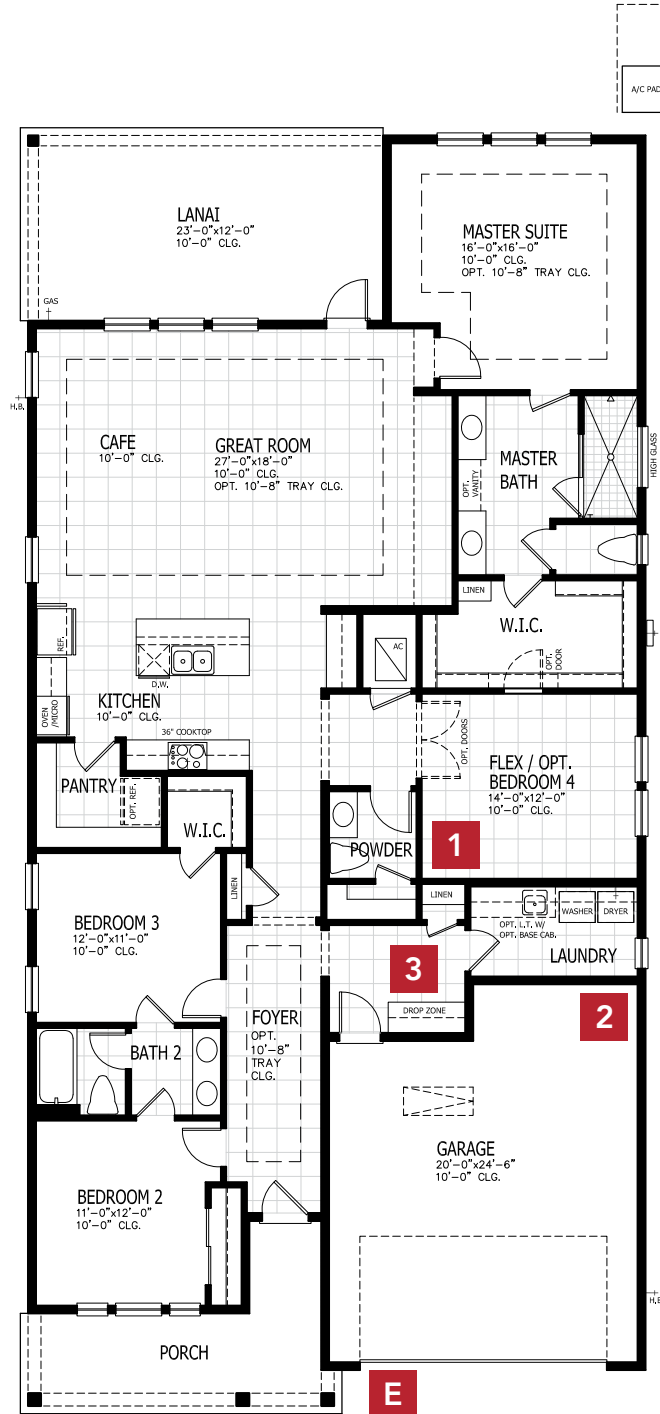 A/C PAD
LANAI
23'-0"x12'-0"
10'-0" CLG.
MASTER SUITE
16'-0"x16'-0"
10'-0" CLG.
OPT. 10'-8" TRAY CLG.
GAS
H.B.
CAFE
10'-0" CLG.
GREAT ROOM
27'-0"x18'-0"
10'-0" CLG.
OPT. 10'-8" TRAY CLG.
OPT.
VANITY
MASTER
BATH
HIGH GLASS
LINEN
W.I.C.
OPT.
DOOR
REF.
AC
D.W.
OVEN
/MICRO
KITCHEN
10'-0" CLG.
36" COOKTOP
OPT. DOORS
FLEX / OPT.
BEDROOM 4
14'-0"x12'-0"
10'-0" CLG.
PANTRY
OPT. REF.
W.I.C.
POWDER
1
LINEN
LINEN
BEDROOM 3
12'-0"x11'-0"
10'-0" CLG.
WASHER
DRYER
OPT. L.T. W/
OPT. BASE CAB.
LAUNDRY
3
DROP ZONE
2
FOYER
OPT.
10'-8"
TRAY
CLG.
BATH 2
GARAGE
20'-0"x24'-6"
10'-0" CLG.
BEDROOM 2
11'-0"x12'-0"
10'-0" CLG.
H.B.
PORCH
E